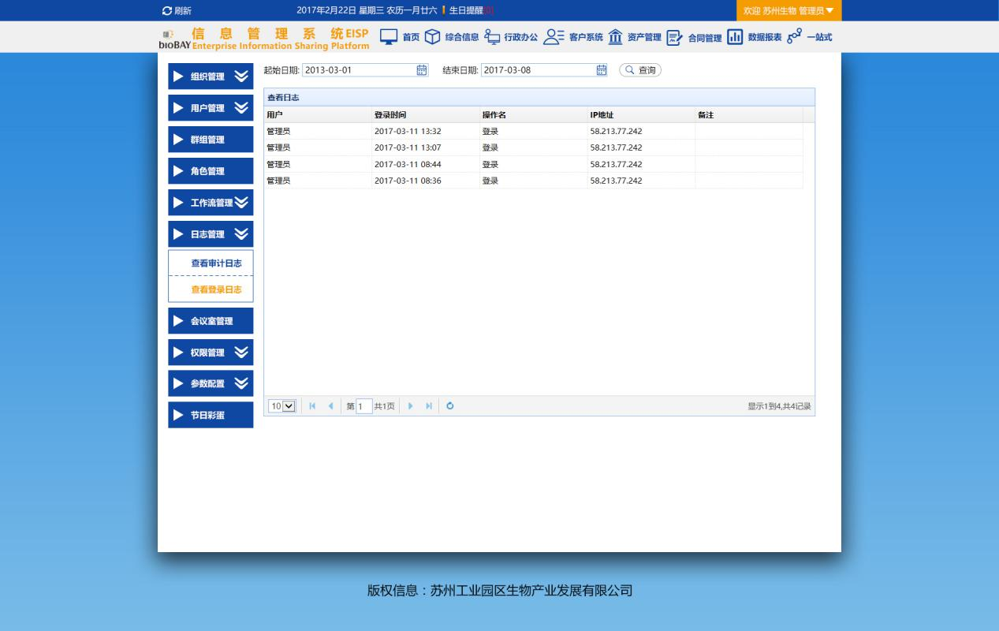 刷新
2017年2月22日 星期三 农历一月廿六 生日提醒[0]
欢迎 苏州生物 管理员
bioBAY
信息管理系统EISP
Enterprise Information Sharing Platform
首页 综合信息 行政办公 客户系统 资产管理 合同管理 数据报表 一站式
组织管理
用户管理
群组管理
角色管理
工作流管理
日志管理
查看审计日志
查看登录日志
会议室管理
权限管理
参数配置
节日彩蛋
起始日期: 2013-03-01 结束日期: 2017-03-08 查询
查看日志
用户 登录时间 操作名 IP地址 备注
管理员 2017-03-11 13:32 登录 58.213.77.242
管理员 2017-03-11 13:07 登录 58.213.77.242
管理员 2017-03-11 08:44 登录 58.213.77.242
管理员 2017-03-11 08:36 登录 58.213.77.242
10 第 1 共1页 显示1到4,共4记录
版权信息：苏州工业园区生物产业发展有限公司